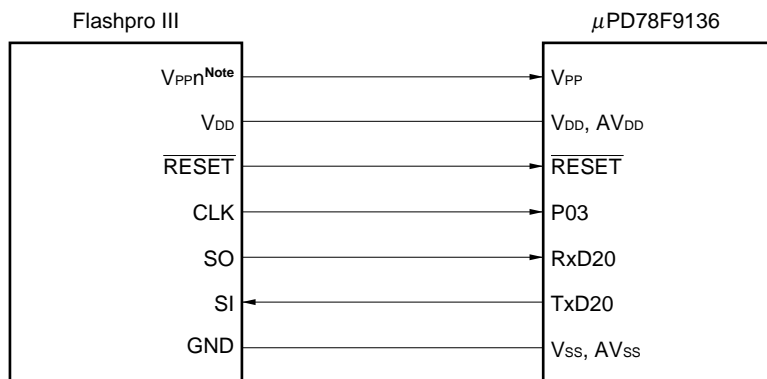 Flashpro III μPD78F9136
VPPnNote VPP
VDD VDD, AVDD
RESET RESET
CLK P03
SO RxD20
SI TxD20
GND VSS, AVSS